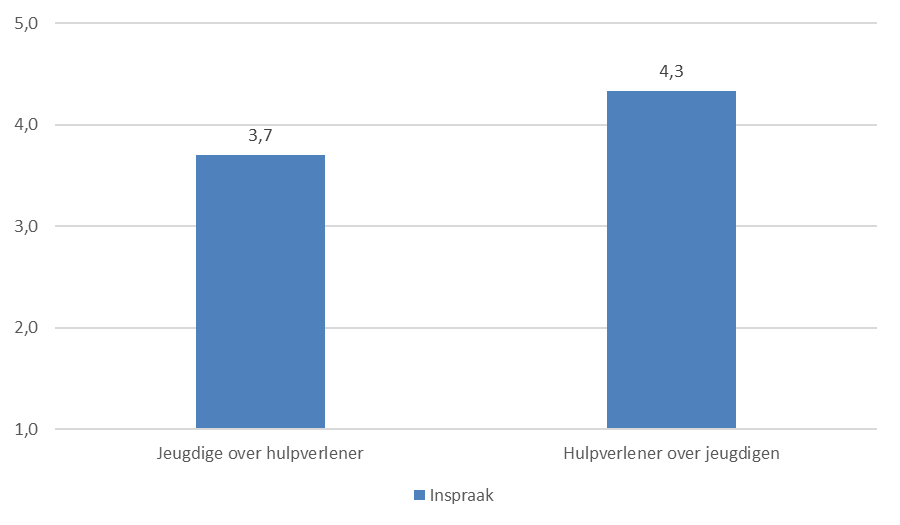 5,0
4,3
4,0
3,7
3,0
2,0
1,0
Jeugdige over hulpverlener
Hulpverlener over jeugdigen
Inspraak